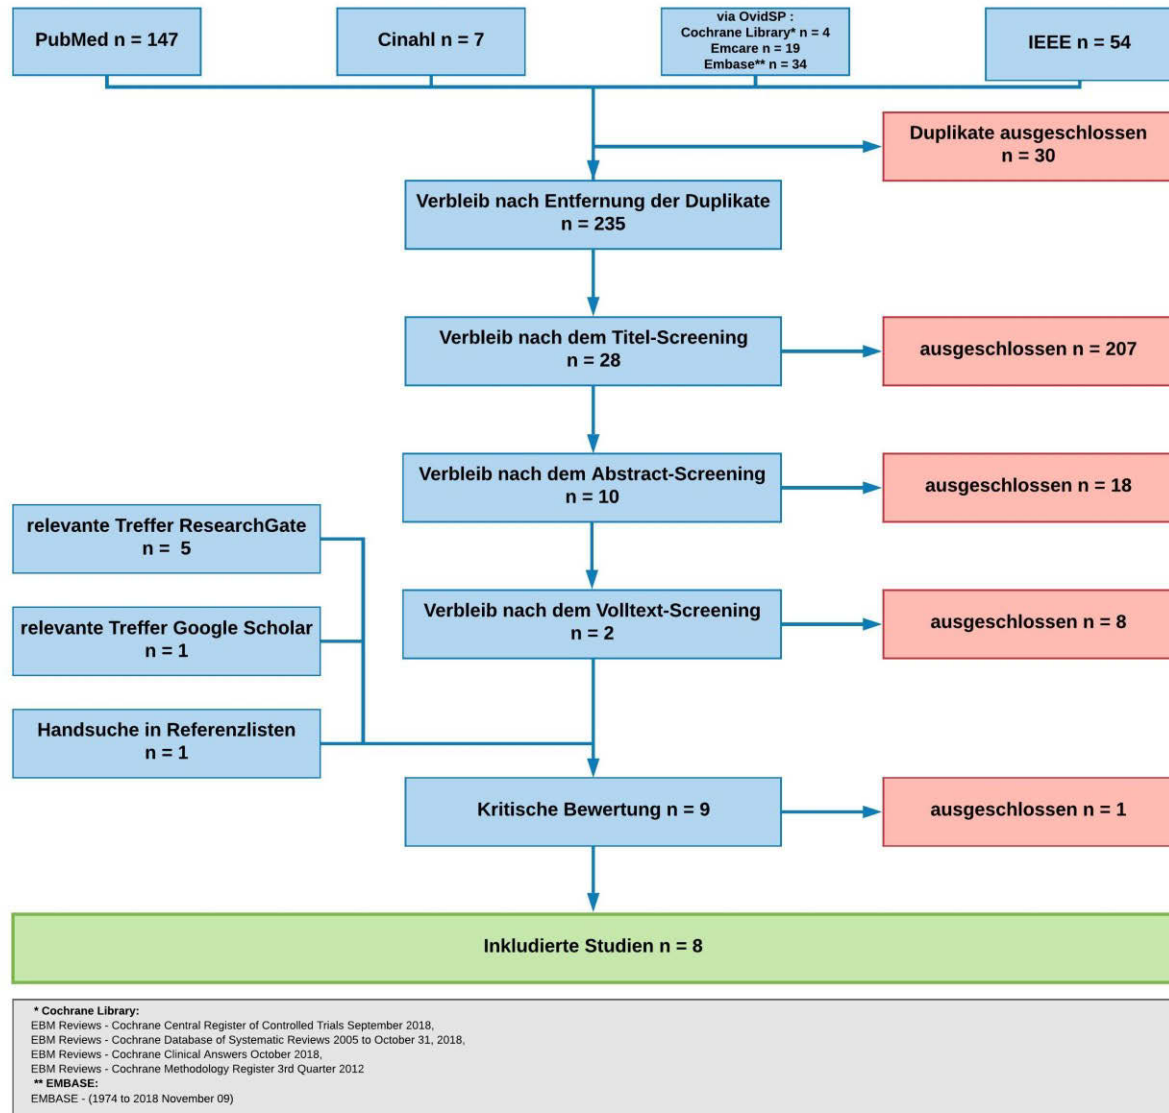 PubMed n = 147
Cinahl n = 7
via OvidSP :
Cochrane Library* n = 4
Emcare n = 19
Embase** n = 34
IEEE n = 54
Duplikate ausgeschlossen
n = 30
Verbleib nach Entfernung der Duplikate
n = 235
Verbleib nach dem Titel-Screening
n = 28
ausgeschlossen n = 207
Verbleib nach dem Abstract-Screening
n = 10
ausgeschlossen n = 18
relevante Treffer ResearchGate
n = 5
Verbleib nach dem Volltext-Screening
n = 2
ausgeschlossen n = 8
relevante Treffer Google Scholar
n = 1
Handsuche in Referenzlisten
n = 1
Kritische Bewertung n = 9
ausgeschlossen n = 1
Inkludierte Studien n = 8
* Cochrane Library:
EBM Reviews - Cochrane Central Register of Controlled Trials September 2018,
EBM Reviews - Cochrane Database of Systematic Reviews 2005 to October 31, 2018,
EBM Reviews - Cochrane Clinical Answers October 2018,
EBM Reviews - Cochrane Methodology Register 3rd Quarter 2012
** EMBASE:
EMBASE - (1974 to 2018 November 09)